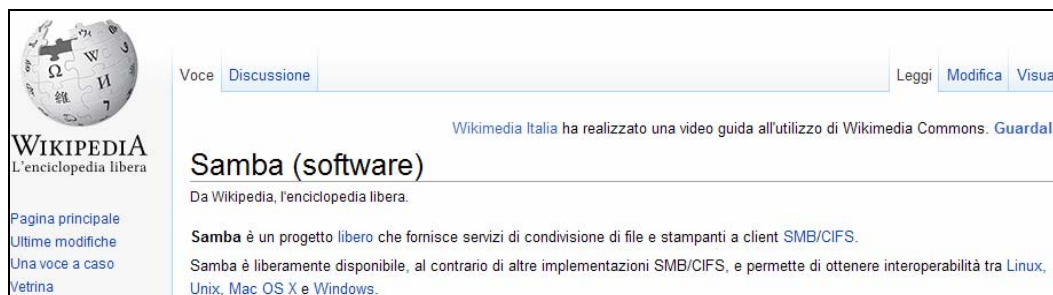 Voce Discussione Leggi Modifica
Wikimedia Italia ha realizzato una video guida all'utilizzo di Wikimedia Commons.
WIKIPEDIA
L'enciclopedia libera
Samba (software)
Da Wikipedia, l'enciclopedia libera.
Pagina principale
Ultime modifiche
Una voce a caso
Vetrina
Samba è un progetto libero che fornisce servizi di condivisione di file e stampanti a client SMB/CIFS.
Samba è liberamente disponibile, al contrario di altre implementazioni SMB/CIFS, e permette di ottenere interoperabilità tra Linux,
Unix, Mac OS X e Windows.